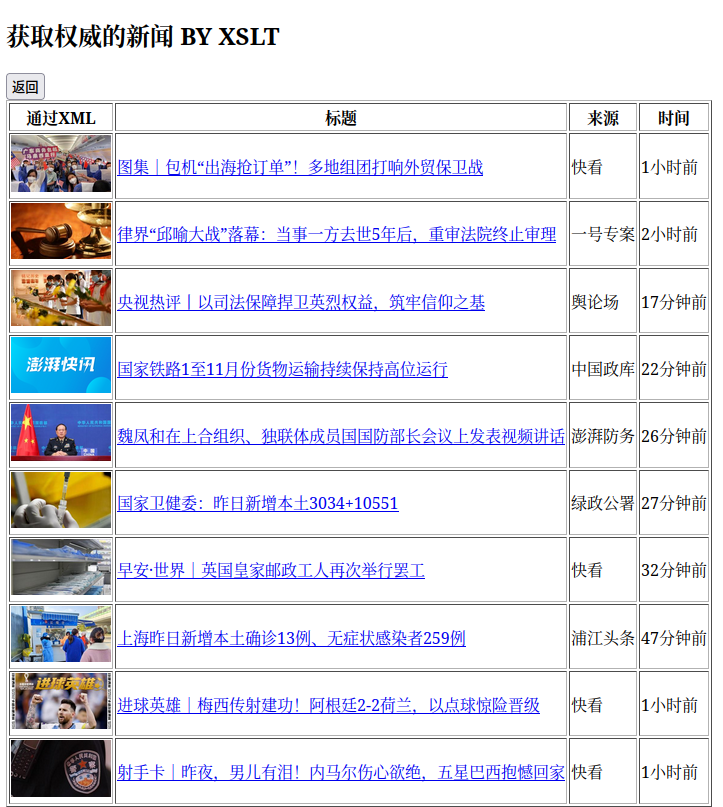 获取权威的新闻 BY XSLT
返回
通过XML 标题 来源 时间
图集｜包机“出海抢订单”！多地组团打响外贸保卫战 快看 1小时前
律界“邱喻大战”落幕：当事一方去世5年后，重审法院终止审理 一号专案 2小时前
央视热评丨以司法保障捍卫英烈权益，筑牢信仰之基 舆论场 17分钟前
澎湃快讯 国家铁路1至11月份货物运输持续保持高位运行 中国政库 22分钟前
魏凤和在上合组织、独联体成员国国防部长会议上发表视频讲话 澎湃防务 26分钟前
国家卫健委：昨日新增本土3034+10551 绿政公署 27分钟前
早安·世界｜英国皇家邮政工人再次举行罢工 快看 32分钟前
上海昨日新增本土确诊13例、无症状感染者259例 浦江头条 47分钟前
进球英雄 进球英雄｜梅西传射建功！阿根廷2-2荷兰，以点球惊险晋级 快看 1小时前
射手卡｜昨夜，男儿有泪！内马尔伤心欲绝，五星巴西抱憾回家 快看 1小时前